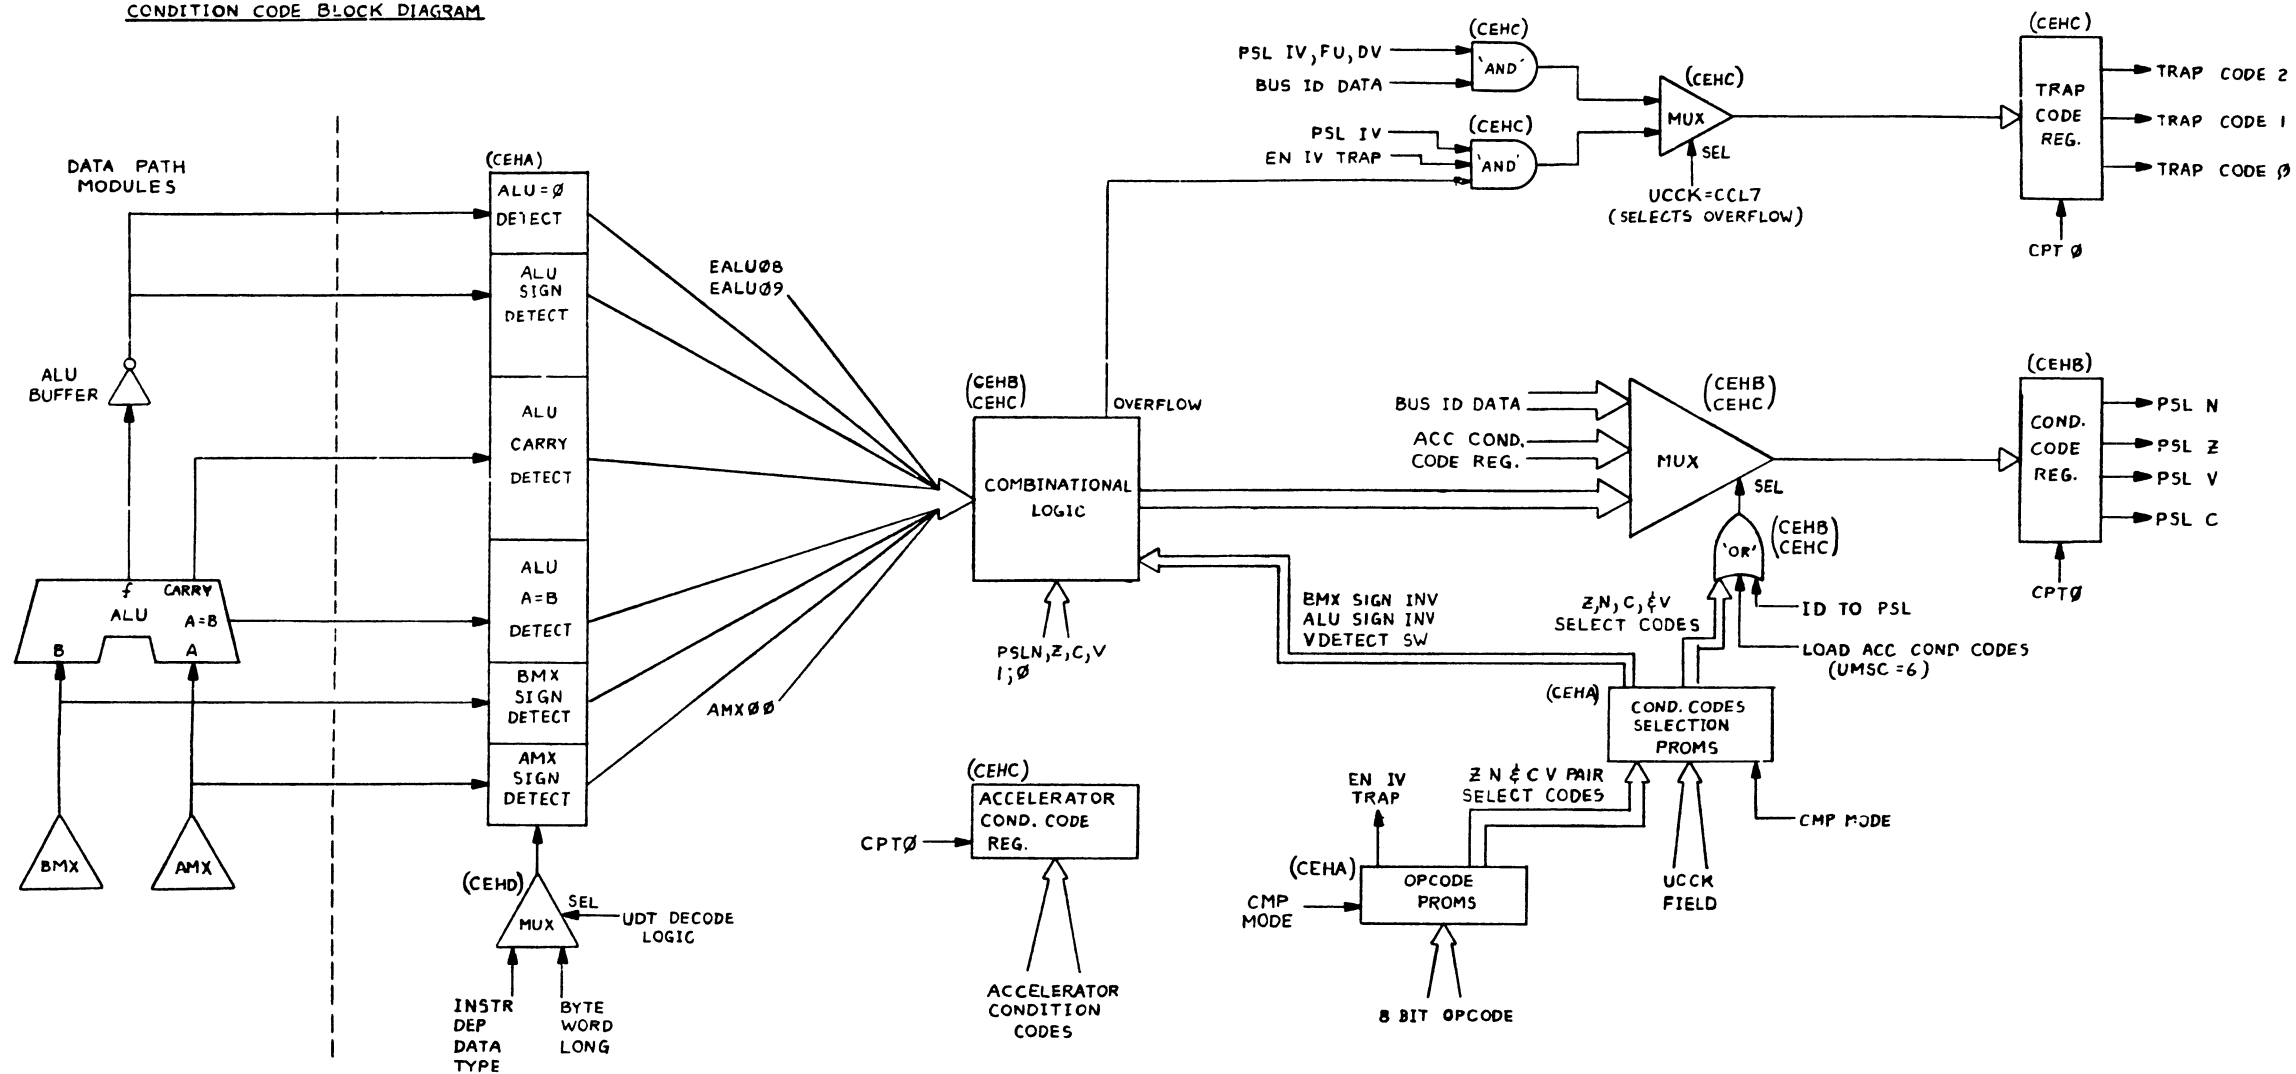 CONDITION CODE BLOCK DIAGRAM
DATA PATH
MODULES
ALU
BUFFER
f
CARRY
ALU
A=B
B
A
BMX
AMX
(CEHA)
ALU=Ø
DETECT
ALU
SIGN
DETECT
ALU
CARRY
DETECT
ALU
A=B
DETECT
BMX
SIGN
DETECT
AMX
SIGN
DETECT
(CEHD)
MUX
SEL
UDT DECODE
LOGIC
INSTR
DEP
DATA
TYPE
BYTE
WORD
LONG
EALUØ8
EALUØ9
AMXØØ
(CEHB)
(CEHC)
OVERFLOW
COMBINATIONAL
LOGIC
PSLN,Z,C,V
1;Ø
(CEHC)
ACCELERATOR
COND. CODE
REG.
CPTØ
ACCELERATOR
CONDITION
CODES
PSL IV,FU,DV
BUS ID DATA
(CEHC)
'AND'
PSL IV
EN IV TRAP
(CEHC)
'AND'
(CEHC)
MUX
SEL
UCCK=CCL7
(SELECTS OVERFLOW)
(CEHC)
TRAP
CODE
REG.
TRAP CODE 2
TRAP CODE 1
TRAP CODE Ø
CPT Ø
BUS ID DATA
ACC COND.
CODE REG.
(CEHB)
(CEHC)
MUX
SEL
(CEHB)
(CEHC)
'OR'
(CEHB)
COND.
CODE
REG.
PSL N
PSL Z
PSL V
PSL C
CPTØ
BMX SIGN INV
ALU SIGN INV
VDETECT SW
Z,N,C,&V
SELECT CODES
ID TO PSL
LOAD ACC COND CODES
(UMSC=6)
(CEHA)
COND. CODES
SELECTION
PROMS
EN IV
TRAP
Z N & C V PAIR
SELECT CODES
CMP MODE
UCCK
FIELD
(CEHA)
OPCODE
PROMS
CMP
MODE
8 BIT OPCODE